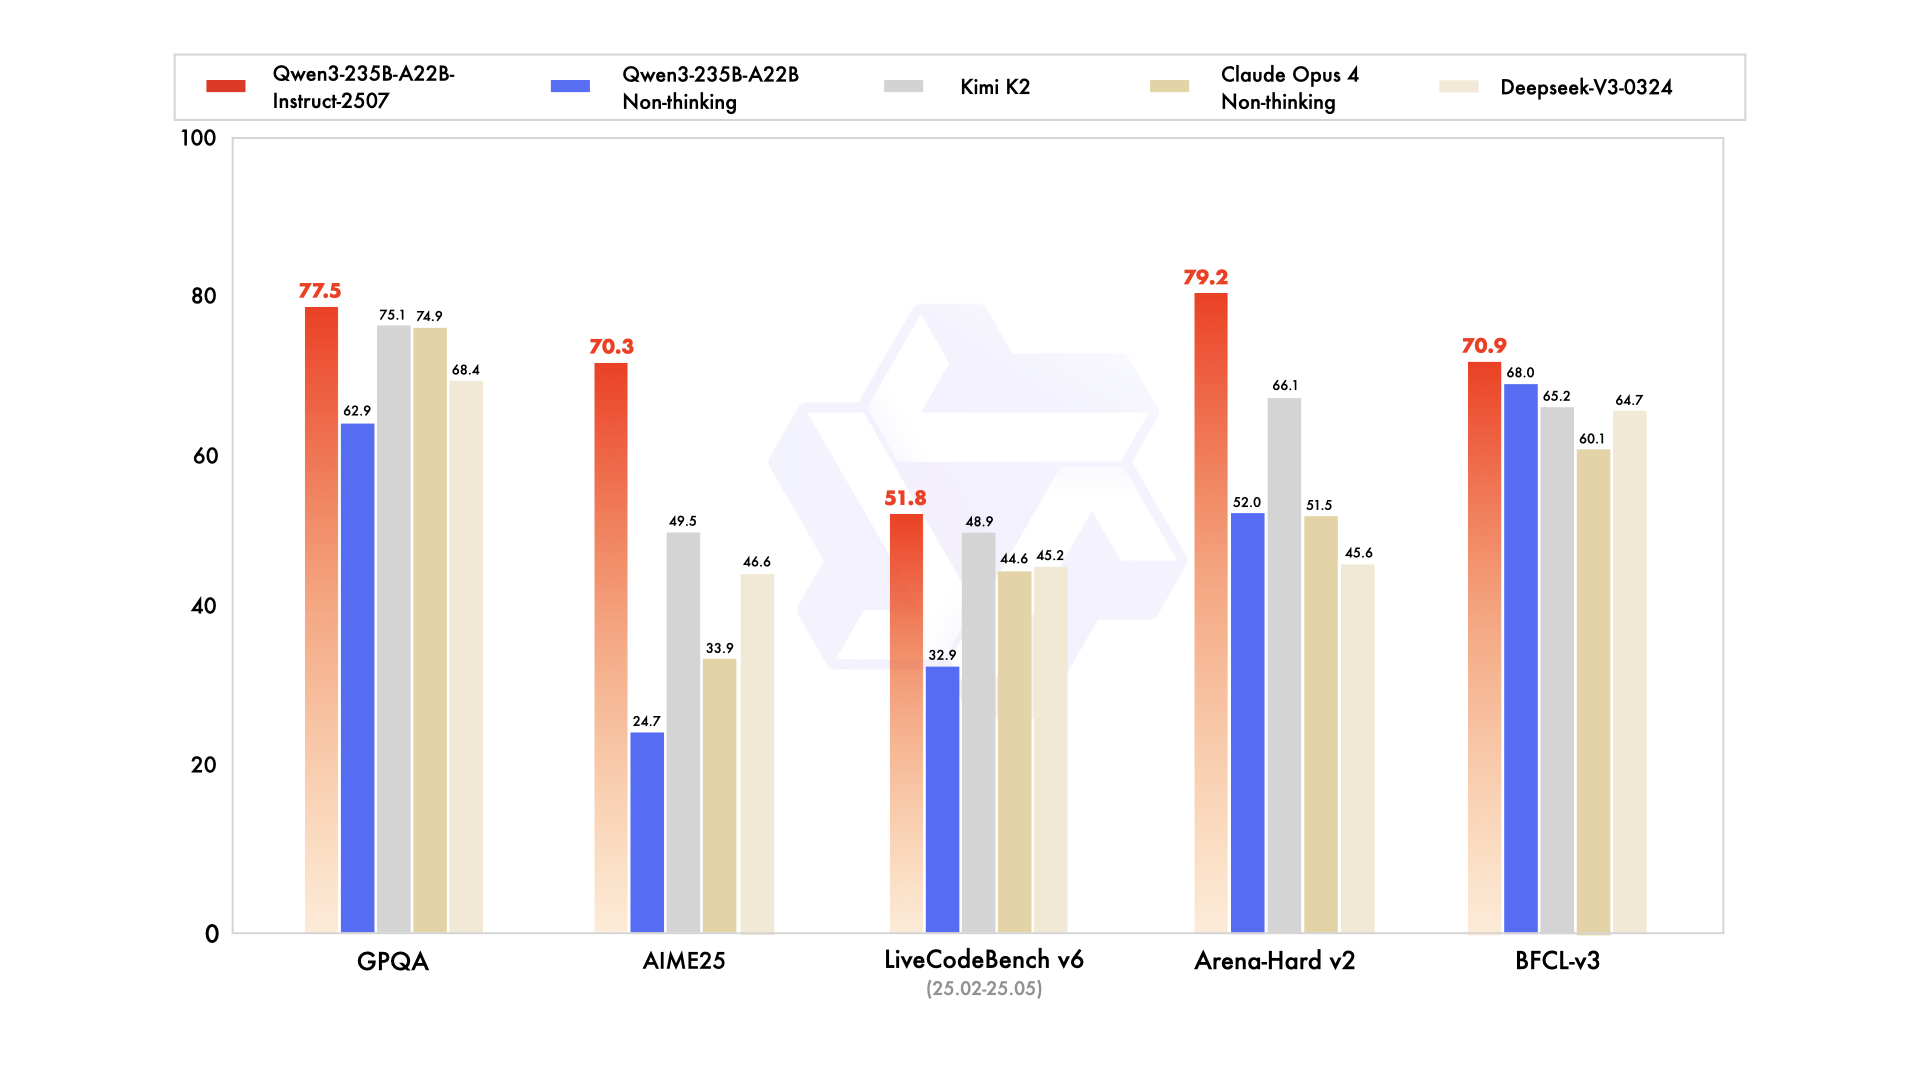 Qwen3-235B-A22B-
Instruct-2507
Qwen3-235B-A22B
Non-thinking
Kimi K2
Claude Opus 4
Non-thinking
Deepseek-V3-0324
100
80
60
40
20
0
77.5
62.9
75.1
74.9
68.4
70.3
24.7
49.5
33.9
46.6
51.8
32.9
48.9
44.6
45.2
79.2
52.0
66.1
51.5
45.6
70.9
68.0
65.2
60.1
64.7
GPQA
AIME25
LiveCodeBench v6
(25.02-25.05)
Arena-Hard v2
BFCL-v3